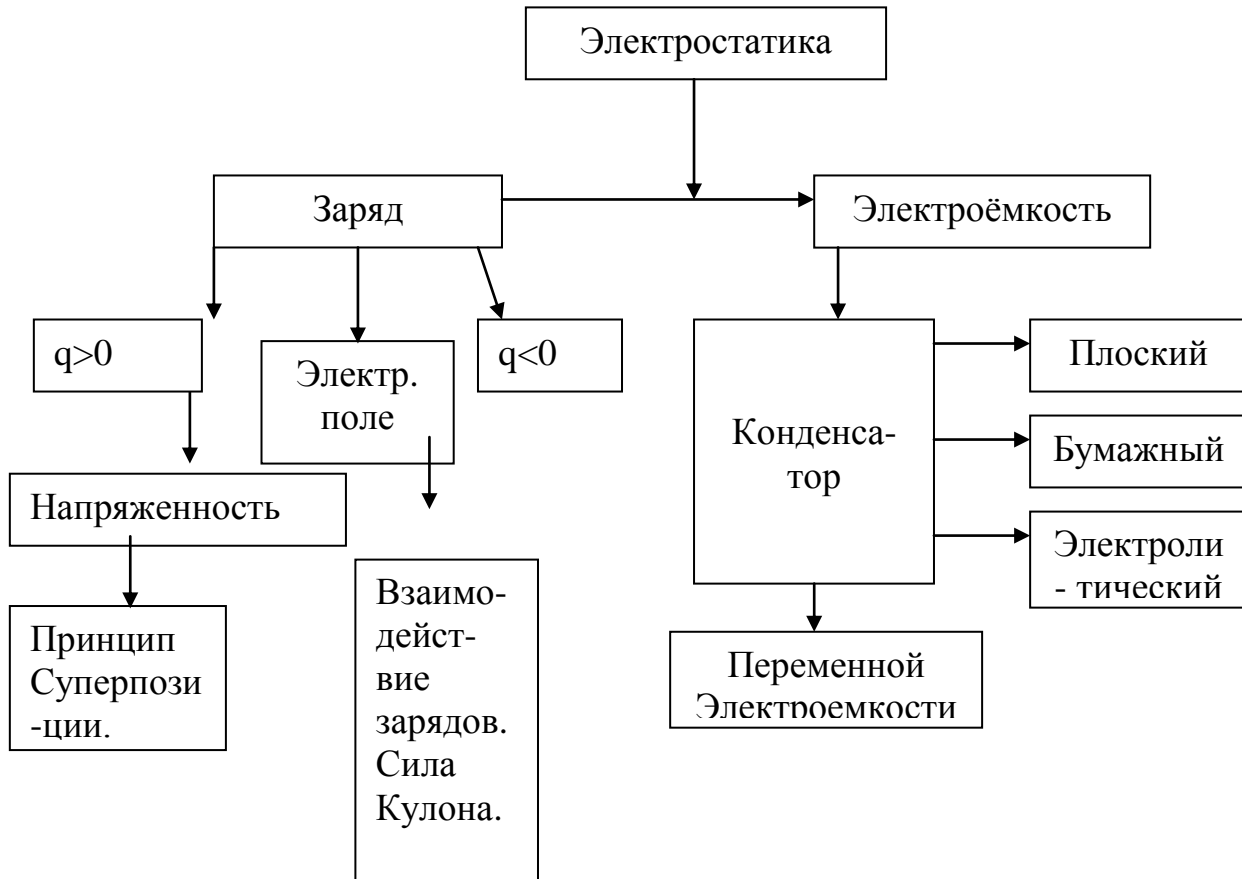 Электростатика
Заряд
Электроёмкость
q>0
Электр.
поле
q<0
Конденса-
тор
Плоский
Бумажный
Электроли
- тический
Напряженность
Принцип
Суперпози
-ции.
Взаимо-
дейст-
вие
зарядов.
Сила
Кулона.
Переменной
Электроемкости